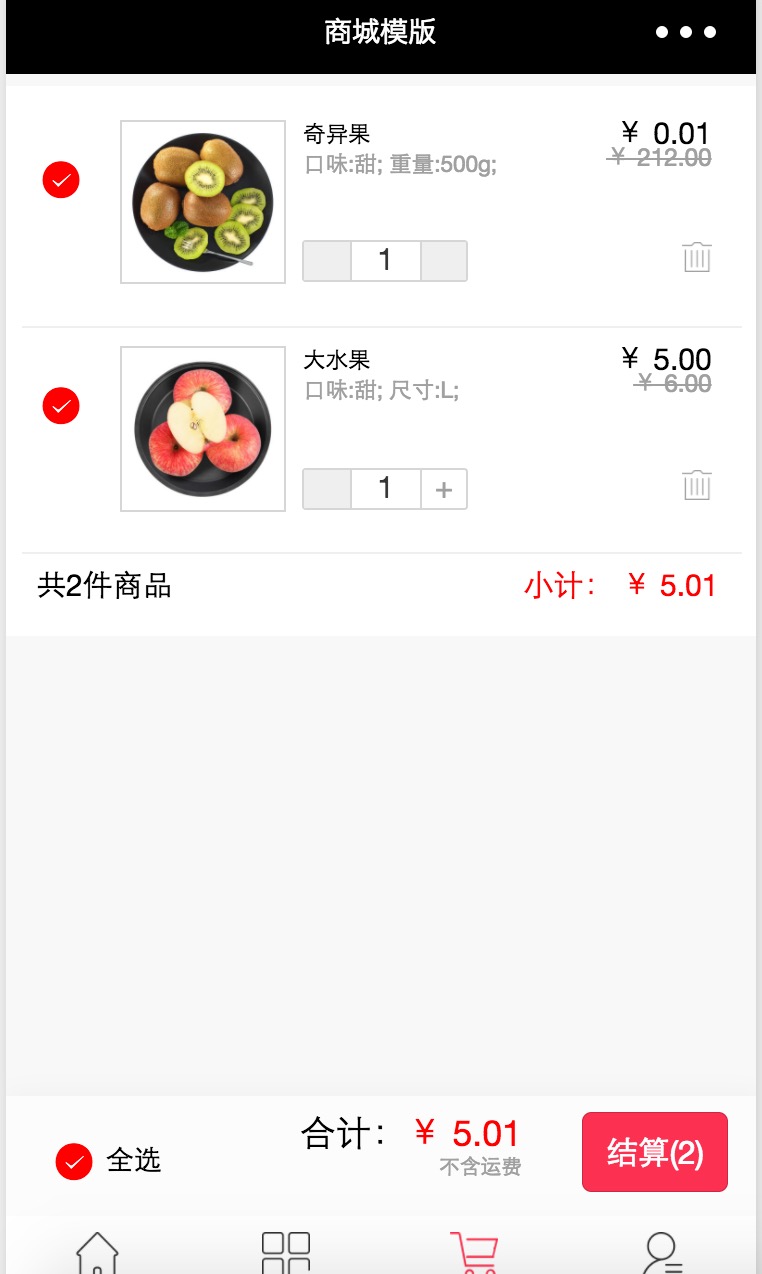 商城模版
奇异果
¥ 0.01
口味:甜; 重量:500g;
¥ 212.00
1
大水果
¥ 5.00
口味:甜; 尺寸:L;
¥ 6.00
1 +
共2件商品
小计： ¥ 5.01
全选
合计： ¥ 5.01
不含运费
结算(2)